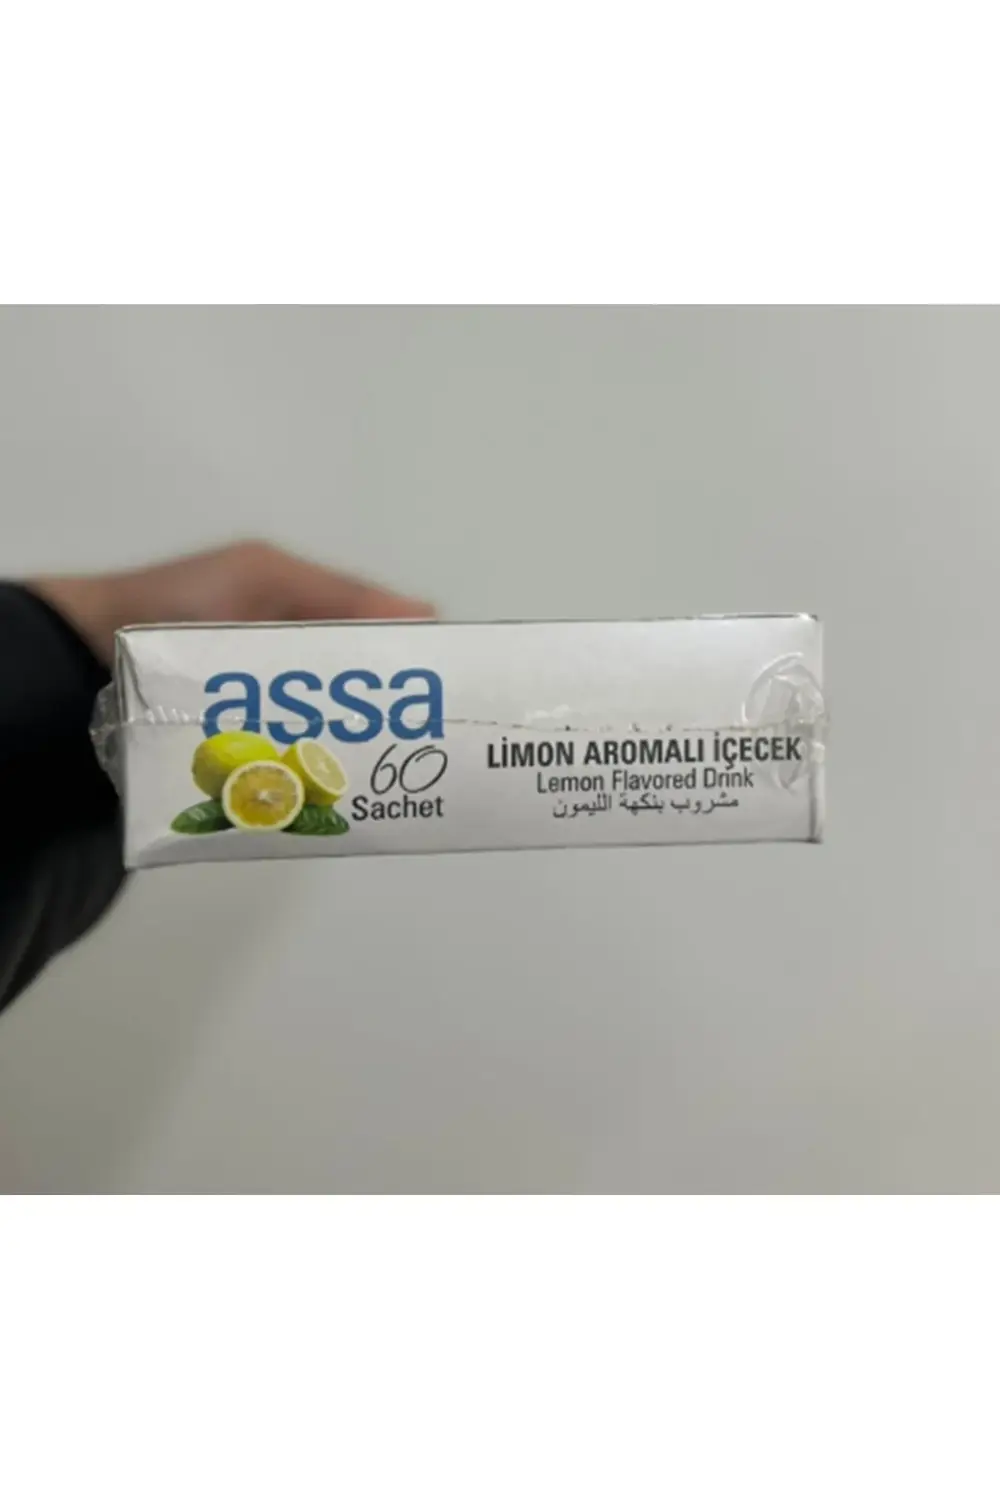 assa
60
Sachet
LİMON AROMALI İÇECEK
Lemon Flavored Drink
مشروب بنكهة الليمون